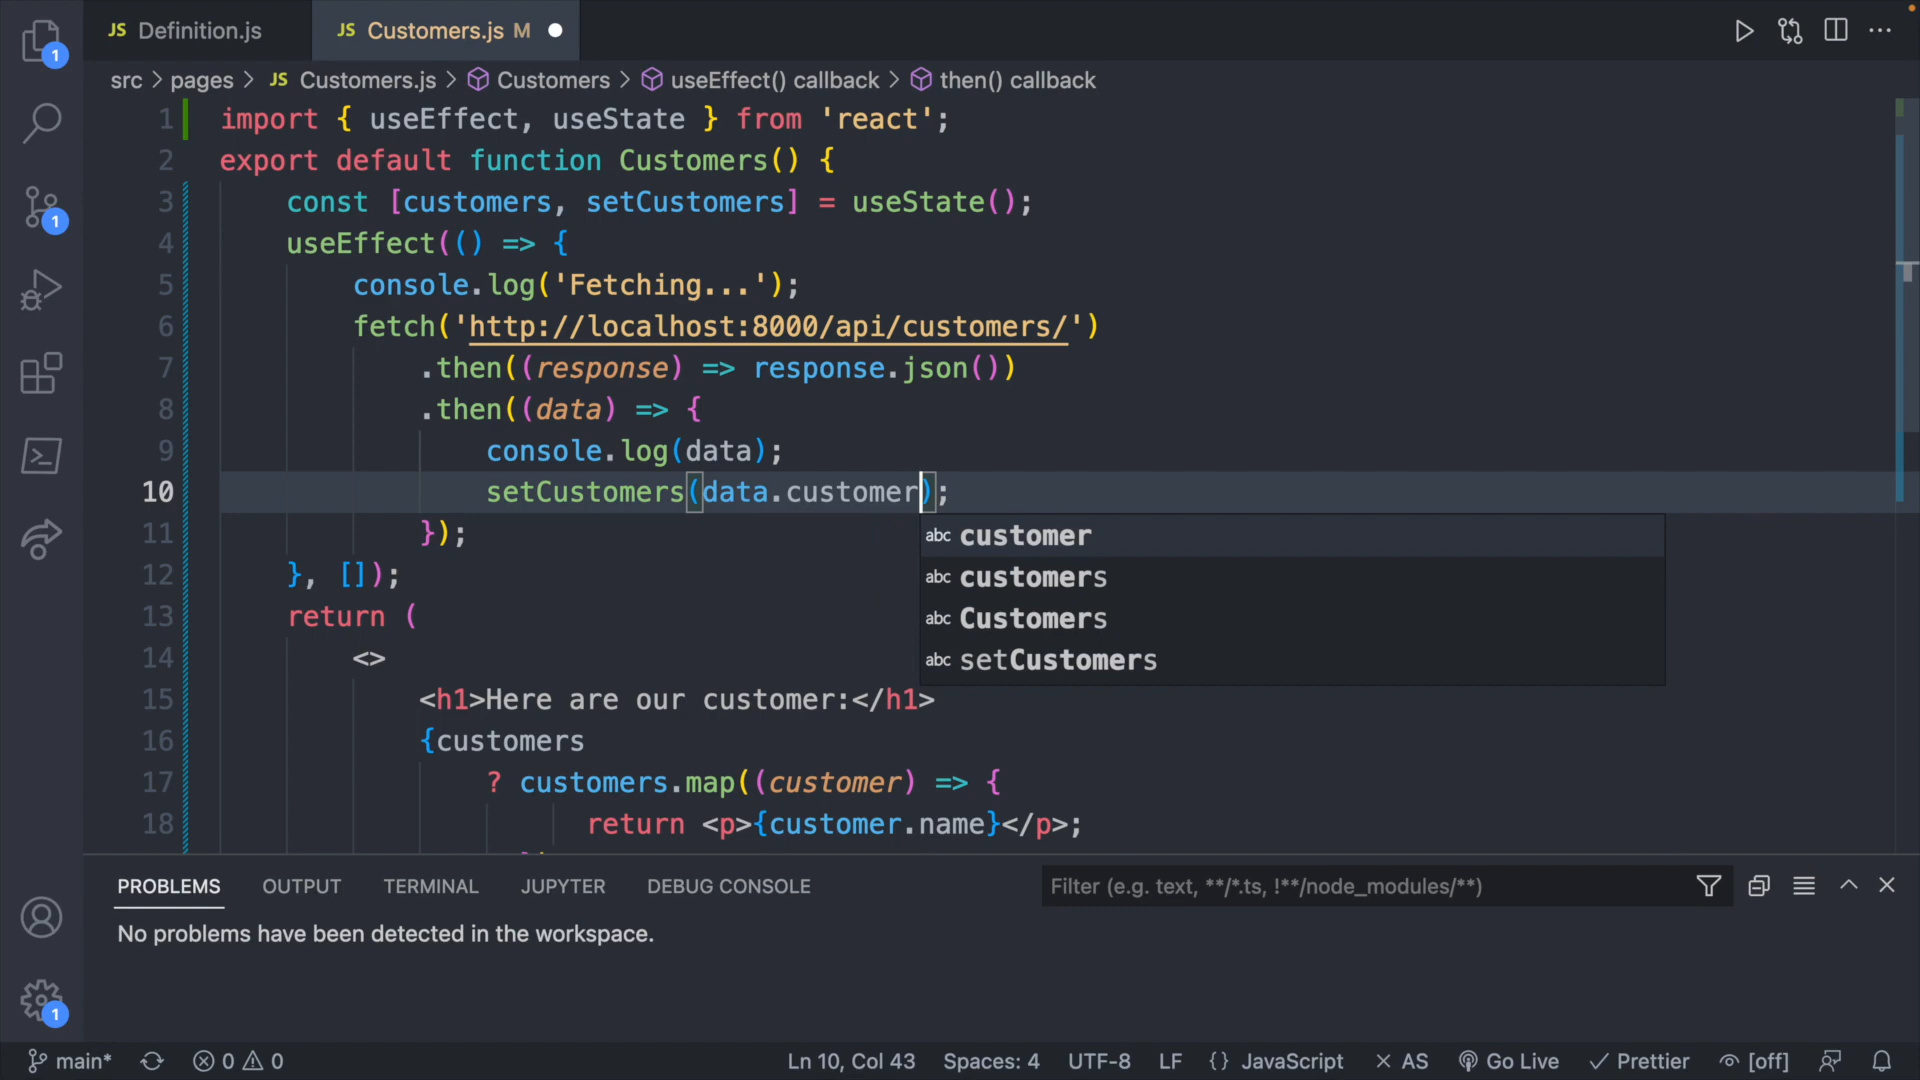 1
JS Definition.js
JS Customers.js M
src > pages > JS Customers.js > Customers > useEffect() callback > then() callback
1 import { useEffect, useState } from 'react';
2 export default function Customers() {
3 const [customers, setCustomers] = useState();
4 useEffect(() => {
5 console.log('Fetching...');
6 fetch('http://localhost:8000/api/customers/')
7 .then((response) => response.json())
8 .then((data) => {
9 console.log(data);
10 setCustomers(data.customer);
abc customer
abc customers
abc Customers
abc setCustomers
11 });
12 }, []);
13 return (
14 <>
15 <h1>Here are our customer:</h1>
16 {customers
17 ? customers.map((customer) => {
18 return <p>{customer.name}</p>;
1
1
PROBLEMS OUTPUT TERMINAL JUPYTER DEBUG CONSOLE Filter (e.g. text, **/*.ts, !**/node_modules/**)
No problems have been detected in the workspace.
main* 0 0 Ln 10, Col 43 Spaces: 4 UTF-8 LF {} JavaScript × AS Go Live ✓ Prettier [off]